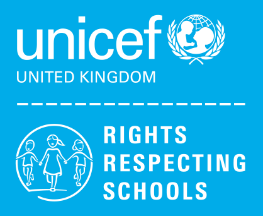 unicef
UNITED KINGDOM
RIGHTS
RESPECTING
SCHOOLS